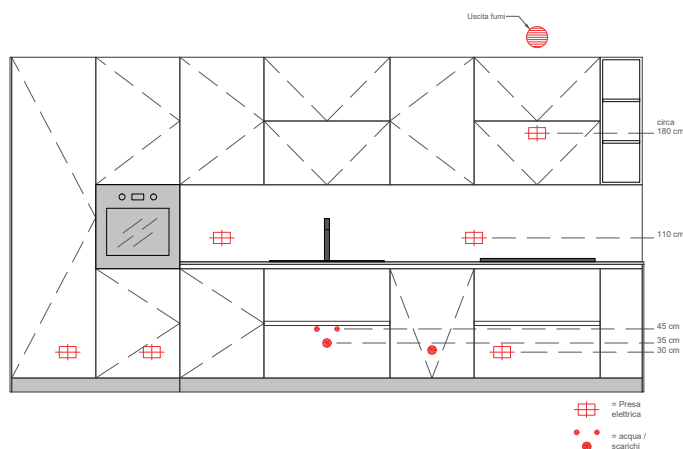 Uscita fumi
circa
180 cm
110 cm
45 cm
35 cm
30 cm
= Presa
elettrica
= acqua /
scarichi